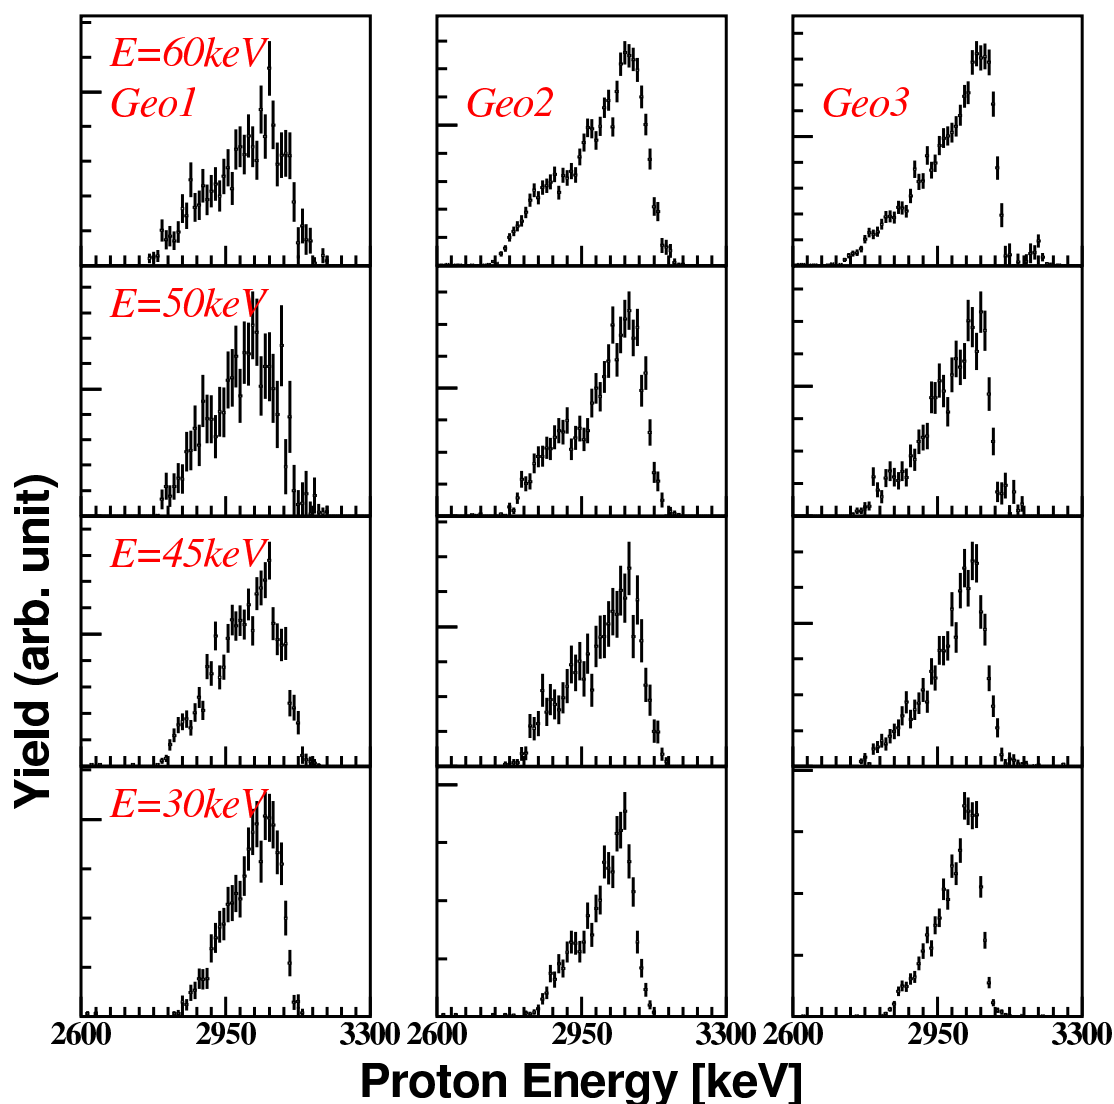 E=60keV
Geo1
Geo2
Geo3
E=50keV
E=45keV
E=30keV
Yield (arb. unit)
2600 2950 3300 2600 2950 3300 2600 2950 3300
Proton Energy [keV]